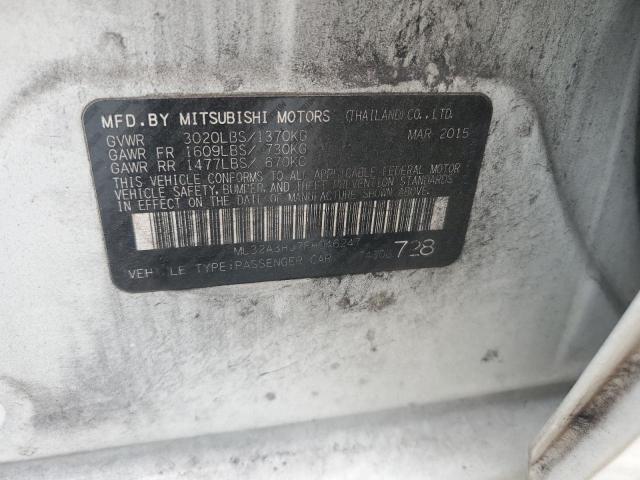 MFD.BY MITSUBISHI MOTORS (THAILAND)CO.,LTD.
GVWR 3020LBS/1370KG MAR 2015
GAWR FR 1609LBS/ 730KG
GAWR RR 1477LBS/ 670KG
THIS VEHICLE CONFORMS TO ALL APPLICABLE FEDERAL MOTOR
VEHICLE SAFETY,BUMPER,AND THEFT PREVENTION STANDARDS
IN EFFECT ON THE DATE OF MANUFACTURE SHOWN ABOVE.
VEHICLE TYPE:PASSENGER CAR 728